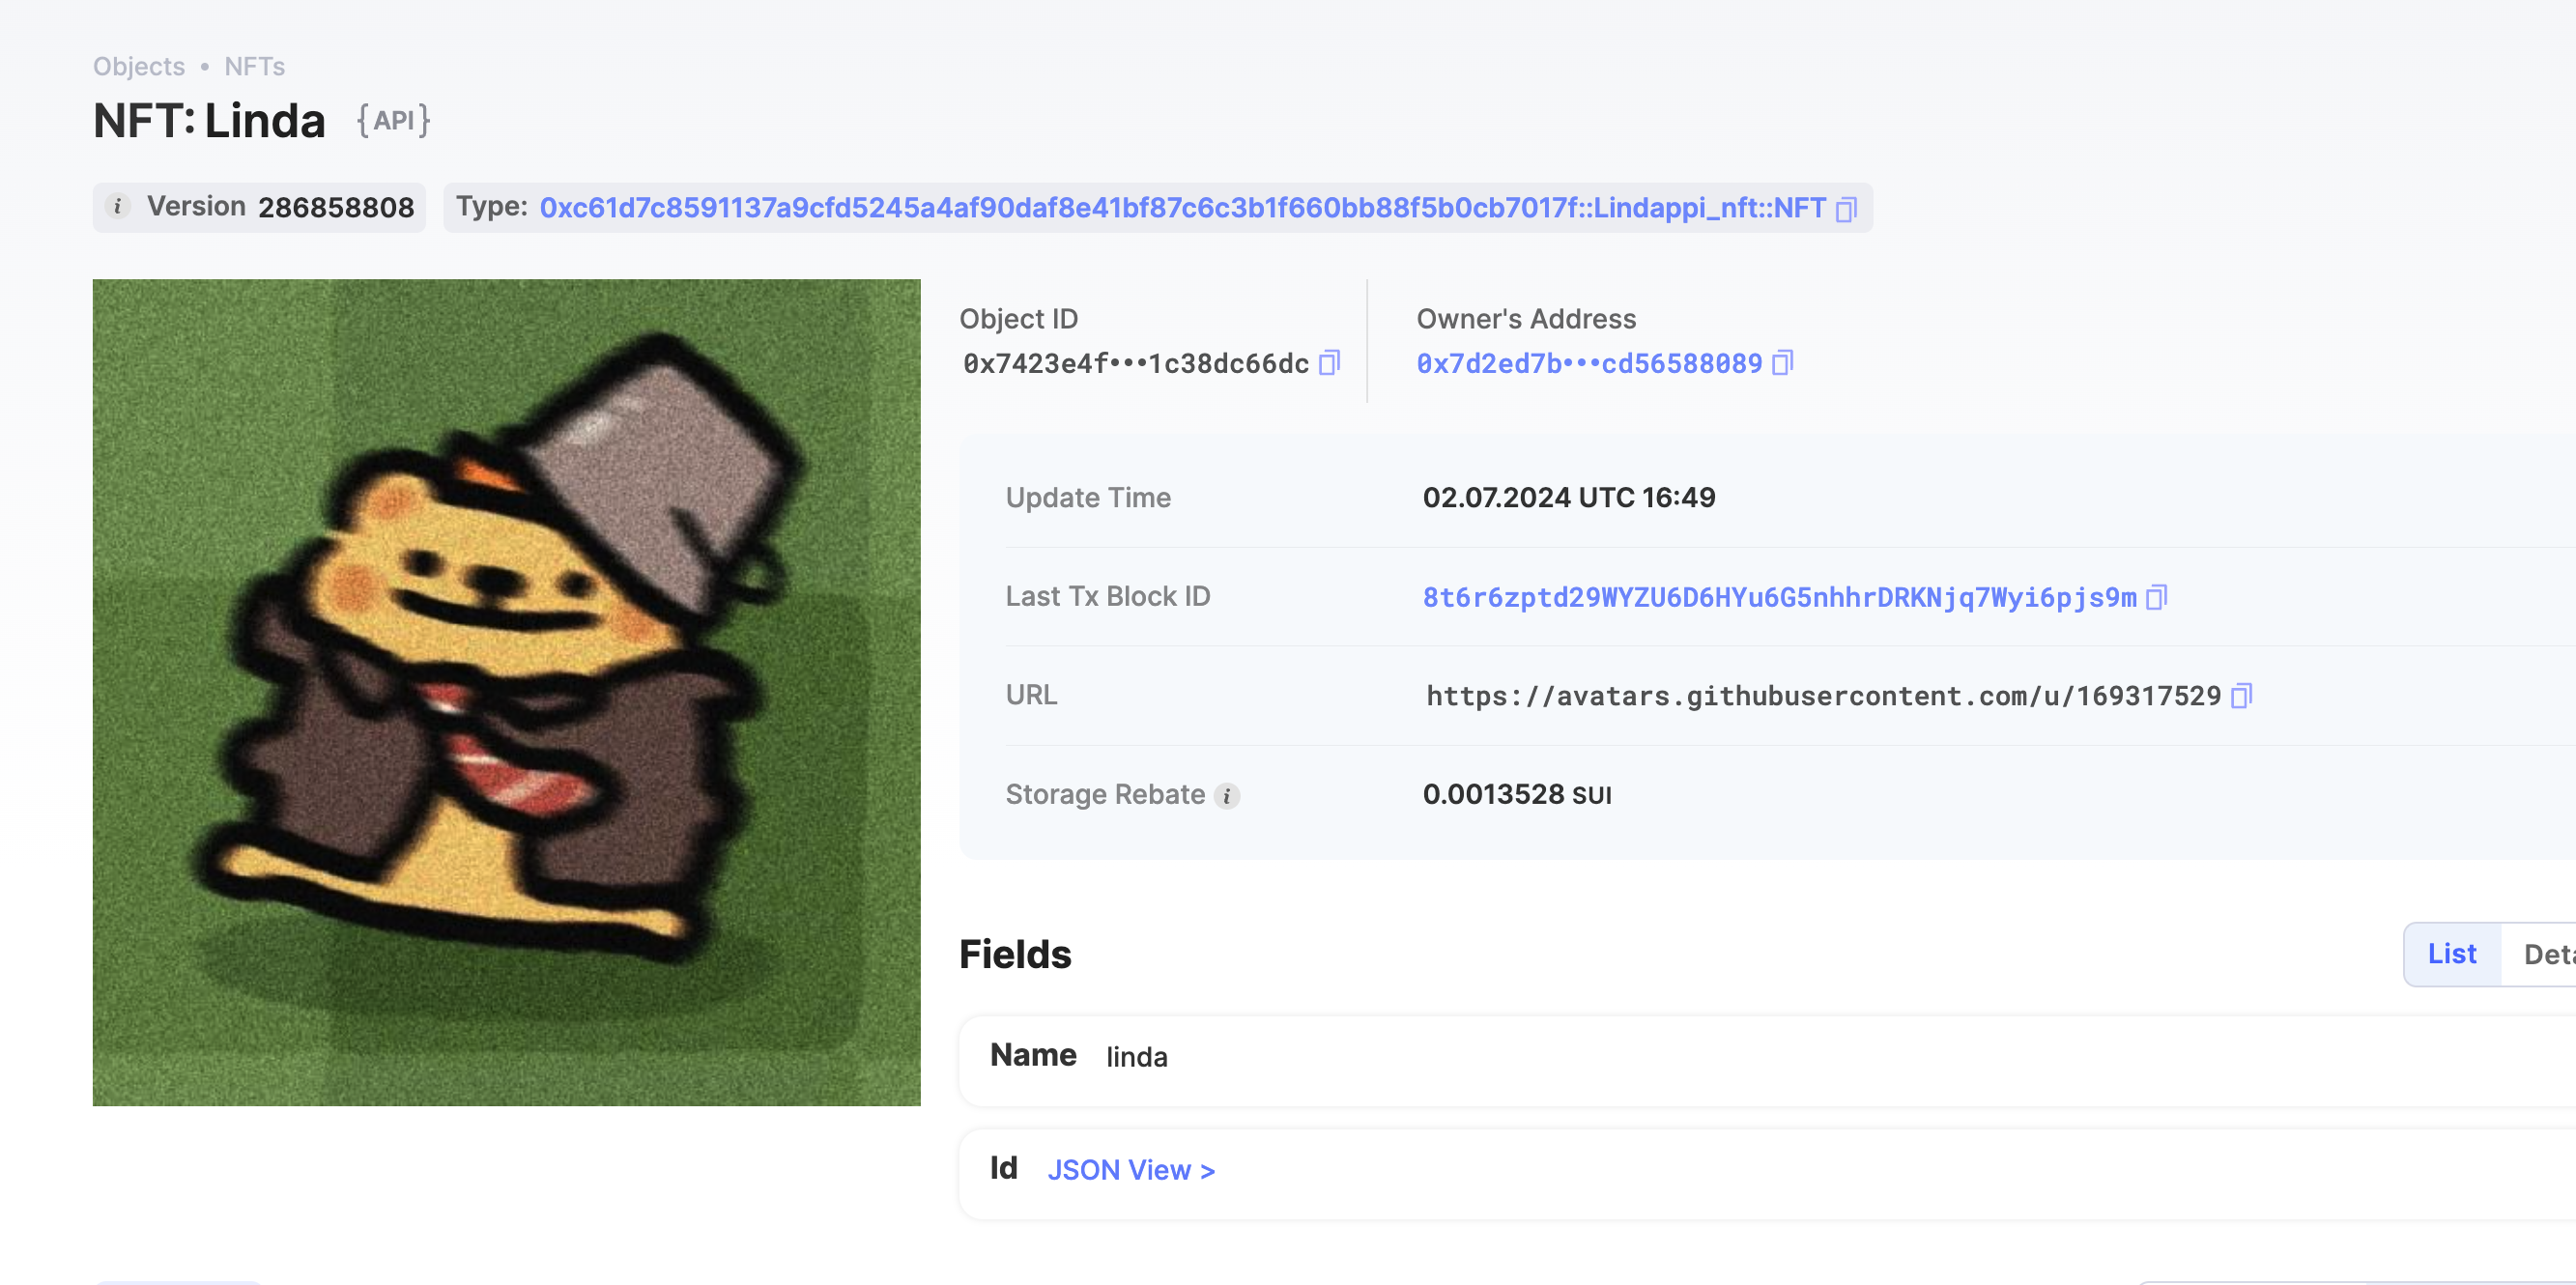 Objects • NFTs
NFT: Linda {API}
i Version 286858808 Type: 0xc61d7c8591137a9cfd5245a4af90daf8e41bf87c6c3b1f660bb88f5b0cb7017f::Lindappi_nft::NFT
Object ID
0x7423e4f•••1c38dc66dc
Owner's Address
0x7d2ed7b•••cd56588089
Update Time 02.07.2024 UTC 16:49
Last Tx Block ID 8t6r6zptd29WYZU6D6HYu6G5nhhrDRKNjq7Wyi6pjs9m
URL https://avatars.githubusercontent.com/u/169317529
Storage Rebate i 0.0013528 SUI
Fields
List
Name linda
Id JSON View >